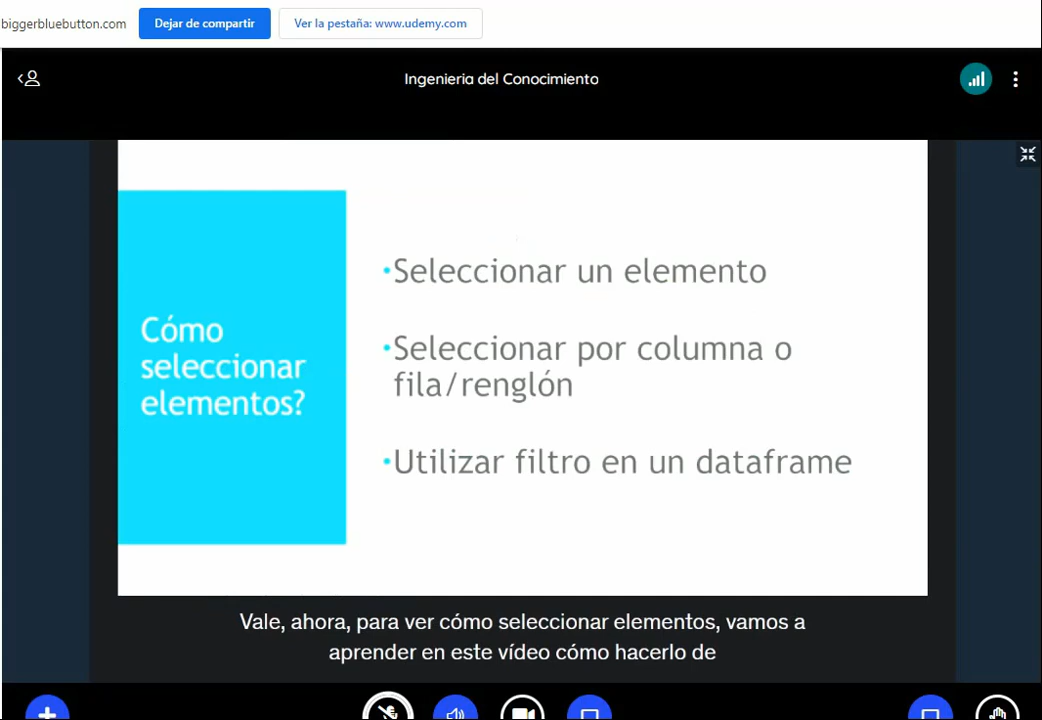 biggerbluebutton.com Dejar de compartir Ver la pestaña: www.udemy.com
Ingenieria del Conocimiento
Cómo
seleccionar
elementos?
•Seleccionar un elemento
•Seleccionar por columna o
fila/renglón
•Utilizar filtro en un dataframe
Vale, ahora, para ver cómo seleccionar elementos, vamos a
aprender en este vídeo cómo hacerlo de